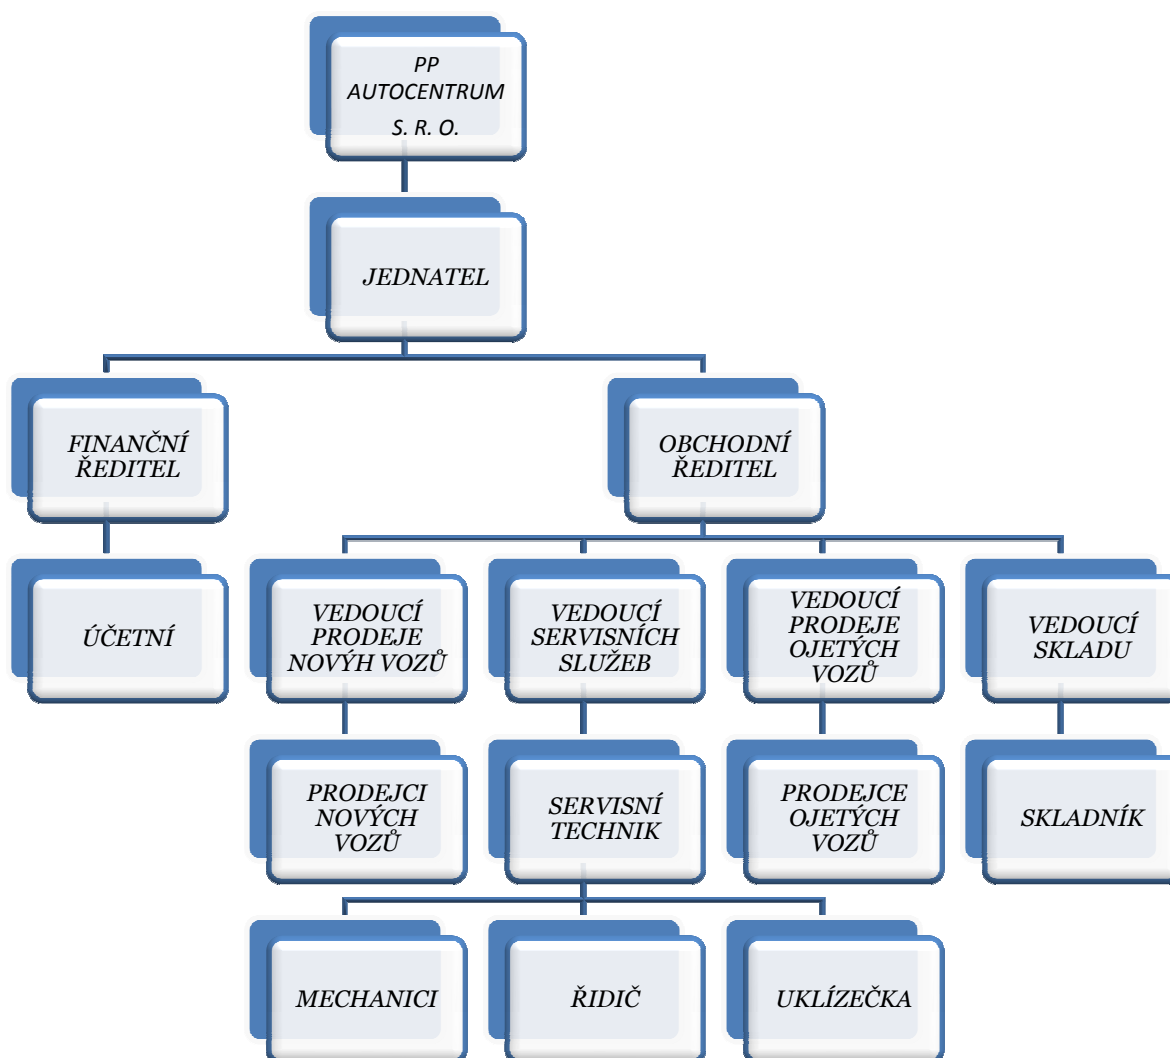 PP
AUTOCENTRUM
S. R. O.
JEDNATEL
FINANČNÍ
ŘEDITEL
OBCHODNÍ
ŘEDITEL
ÚČETNÍ
VEDOUCÍ
PRODEJE
NOVÝH VOZŮ
VEDOUCÍ
SERVISNÍCH
SLUŽEB
VEDOUCÍ
PRODEJE
OJETÝCH
VOZŮ
VEDOUCÍ
SKLADU
PRODEJCI
NOVÝCH
VOZŮ
SERVISNÍ
TECHNIK
PRODEJCE
OJETÝCH
VOZŮ
SKLADNÍK
MECHANICI
ŘIDIČ
UKLÍZEČKA